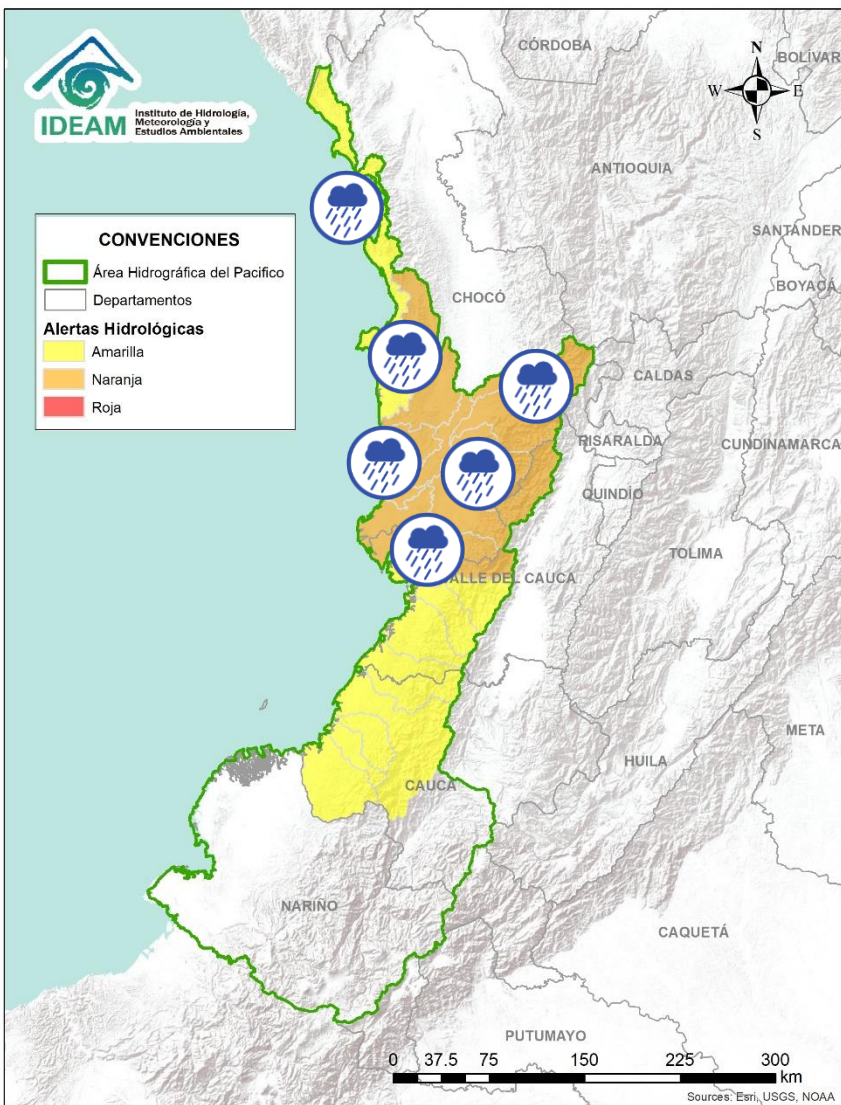 IDEAM
Instituto de Hidrología,
Meteorología y
Estudios Ambientales
CÓRDOBA
BOLÍVAR
N
W
E
S
ANTIOQUIA
SANTANDER
BOYACÁ
CONVENCIONES
Área Hidrográfica del Pacifico
Departamentos
Alertas Hidrológicas
Amarilla
Naranja
Roja
CHOCÓ
CALDAS
RISARALDA
CUNDINAMARCA
QUINDÍO
TOLIMA
VALLE DEL CAUCA
META
HUILA
CAUCA
NARIÑO
CAQUETÁ
PUTUMAYO
0 37.5 75 150 225 300
km
Sources: Esri, USGS, NOAA